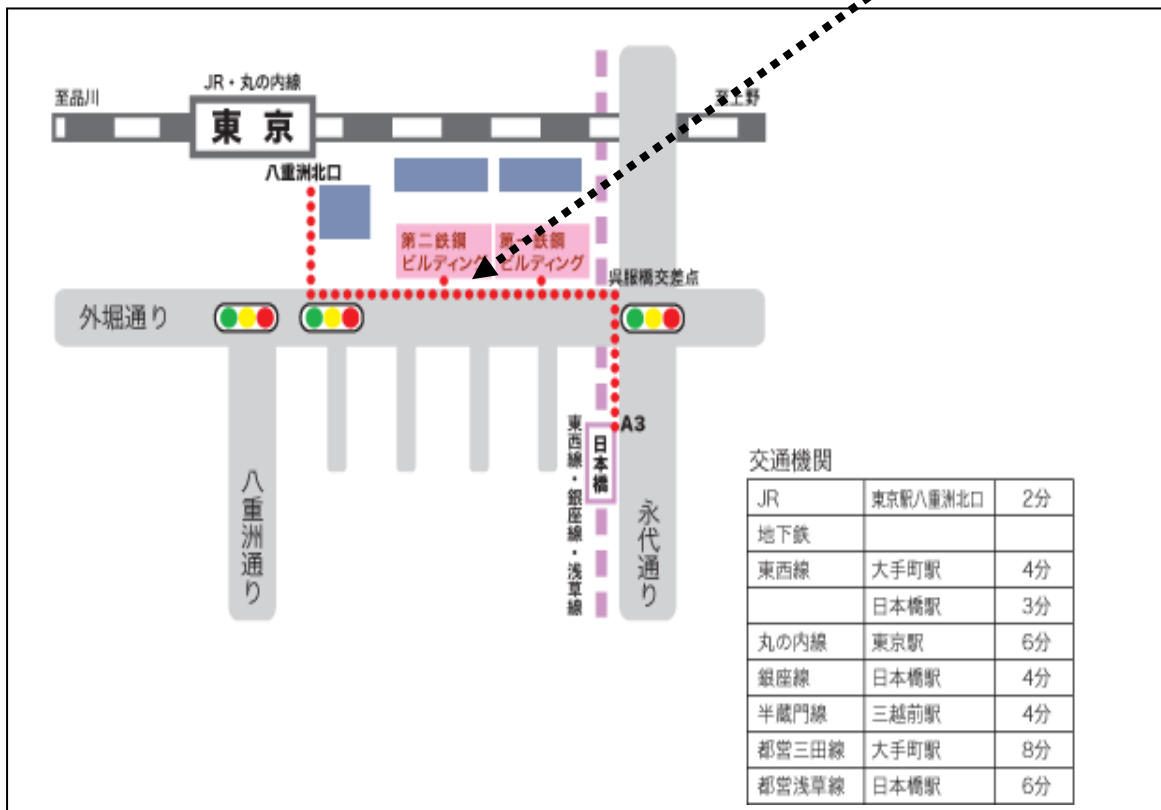 JR・丸の内線
至品川
至上野
東京
八重洲北口
第二鉄鋼
ビルディング
第一鉄鋼
ビルディング
呉服橋交差点
外堀通り
A3
日本橋
東西線・銀座線・浅草線
八重洲通り
永代通り
交通機関
JR 東京駅八重洲北口 2分
地下鉄
東西線 大手町駅 4分
日本橋駅 3分
丸の内線 東京駅 6分
銀座線 日本橋駅 4分
半蔵門線 三越前駅 4分
都営三田線 大手町駅 8分
都営浅草線 日本橋駅 6分